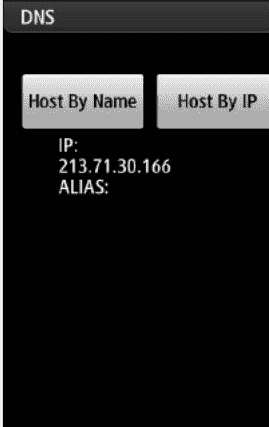 DNS
Host By Name
Host By IP
IP:
213.71.30.166
ALIAS: